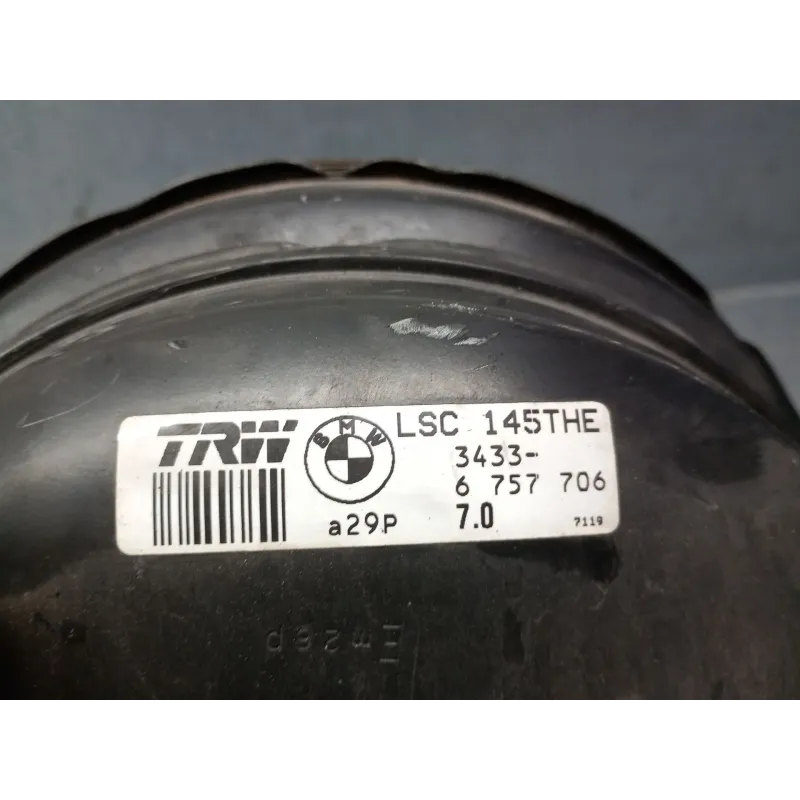 TRW BMW LSC 145THE
3433-
6 757 706
a29P 7.0 7119